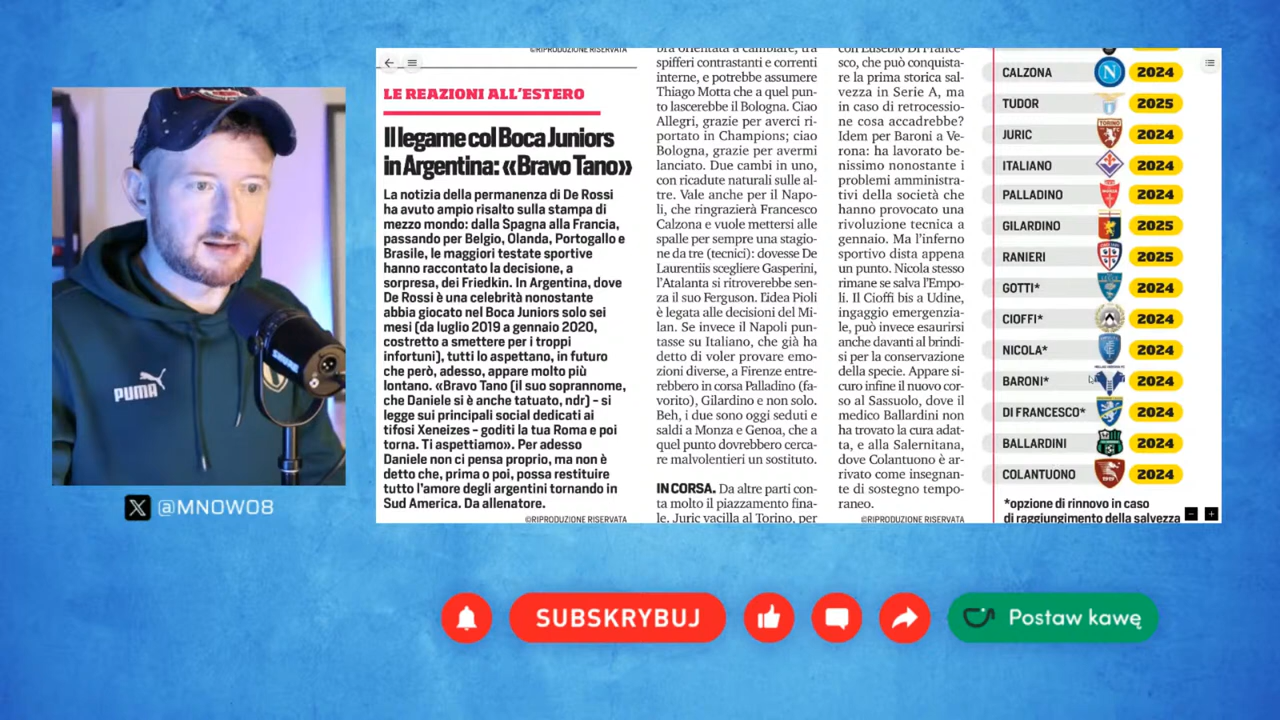 ©RIPRODUZIONE RISERVATA
LE REAZIONI ALL'ESTERO
Il legame col Boca Juniors
in Argentina: «Bravo Tano»
La notizia della permanenza di De Rossi
ha avuto ampio risalto sulla stampa di
mezzo mondo: dalla Spagna alla Francia,
passando per Belgio, Olanda, Portogallo e
Brasile, le maggiori testate sportive
hanno raccontato la decisione, a
sorpresa, dei Friedkin. In Argentina, dove
De Rossi è una celebrità nonostante
abbia giocato nel Boca Juniors solo sei
mesi (da luglio 2019 a gennaio 2020,
costretto a smettere per i troppi
infortuni), tutti lo aspettano, in futuro
che però, adesso, appare molto più
lontano. «Bravo Tano (il suo soprannome,
che Daniele si è anche tatuato, ndr) - si
legge sui principali social dedicati ai
tifosi Xeneizes - goditi la tua Roma e poi
torna. Ti aspettiamo». Per adesso
Daniele non ci pensa proprio, ma non è
detto che, prima o poi, possa restituire
tutto l'amore degli argentini tornando in
Sud America. Da allenatore.
©RIPRODUZIONE RISERVATA
bra orientata a cambiare, tra
spifferi contrastanti e correnti
interne, e potrebbe assumere
Thiago Motta che a quel pun-
to lascerebbe il Bologna. Ciao
Allegri, grazie per averci ri-
portato in Champions; ciao
Bologna, grazie per avermi
lanciato. Due cambi in uno,
con ricadute naturali sulle al-
tre. Vale anche per il Napo-
li, che ringrazierà Francesco
Calzona e vuole mettersi alle
spalle per sempre una stagio-
ne da tre (tecnici): dovesse De
Laurentiis scegliere Gasperini,
l'Atalanta si ritroverebbe sen-
za il suo Ferguson. L'idea Pioli
è legata alle decisioni del Mi-
lan. Se invece il Napoli pun-
tasse su Italiano, che già ha
detto di voler provare emo-
zioni diverse, a Firenze entre-
rebbero in corsa Palladino (fa-
vorito), Gilardino e non solo.
Beh, i due sono oggi seduti e
saldi a Monza e Genoa, che a
quel punto dovrebbero cerca-
re malvolentieri un sostituto.
IN CORSA. Da altre parti con-
ta molto il piazzamento fina-
le. Juric vacilla al Torino, per
con Eusebio Di France-
sco, che può conquista-
re la prima storica sal-
vezza in Serie A, ma
in caso di retrocessio-
ne cosa accadrebbe?
Idem per Baroni a Ve-
rona: ha lavorato be-
nissimo nonostante i
problemi amministra-
tivi della società che
hanno provocato una
rivoluzione tecnica a
gennaio. Ma l'inferno
sportivo dista appena
un punto. Nicola stesso
rimane se salva l'Empo-
li. Il Cioffi bis a Udine,
ingaggio emergenzia-
le, può invece esaurirsi
anche davanti al brindi-
si per la conservazione
della specie. Appare si-
curo infine il nuovo cor-
so al Sassuolo, dove il
medico Ballardini non
ha trovato la cura adat-
ta, e alla Salernitana,
dove Colantuono è ar-
rivato come insegnan-
te di sostegno tempo-
raneo.
©RIPRODUZIONE RISERVATA
CALZONA N 2024
TUDOR 2025
JURIC 2024
ITALIANO 2024
PALLADINO 2024
GILARDINO 2025
RANIERI 2025
GOTTI* 2024
CIOFFI* 2024
NICOLA* 2024
BARONI* 2024
DI FRANCESCO* 2024
BALLARDINI 2024
COLANTUONO 2024
*opzione di rinnovo in caso
di raggiungimento della salvezza
PUMA
SHURE
X @MNOWO8
SUBSKRYBUJ
Postaw kawę